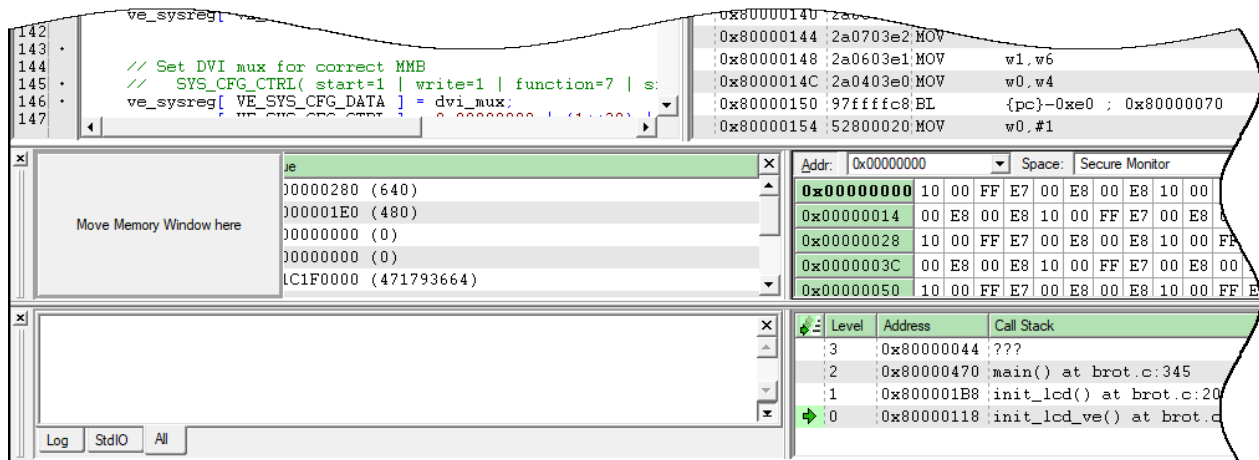 ve_sysreg[
142
143
144 // Set DVI mux for correct MMB
145 // SYS_CFG_CTRL( start=1 | write=1 | function=7 |
146 ve_sysreg[ VE_SYS_CFG_DATA ] = dvi_mux;
147
0x80000140
0x80000144 2a0703e2 MOV
0x80000148 2a0603e1 MOV w1,w6
0x8000014C 2a0403e0 MOV w0,w4
0x80000150 97ffffc8 BL {pc}-0xe0 ; 0x80000070
0x80000154 52800020 MOV w0,#1
Move Memory Window here
ue
00000280 (640)
000001E0 (480)
00000000 (0)
00000000 (0)
1C1F0000 (471793664)
Addr: 0x00000000 Space: Secure Monitor
0x00000000 10 00 FF E7 00 E8 00 E8 10 00
0x00000014 00 E8 00 E8 10 00 FF E7 00 E8
0x00000028 10 00 FF E7 00 E8 00 E8 10 00
0x0000003C 00 E8 00 E8 10 00 FF E7 00 E8 00
0x00000050 10 00 FF E7 00 E8 00 E8 10 00 FF
Log StdIO All
Level Address Call Stack
3 0x80000044 ???
2 0x80000470 main() at brot.c:345
1 0x800001B8 init_lcd() at brot.c:20
0 0x80000118 init_lcd_ve() at brot.c